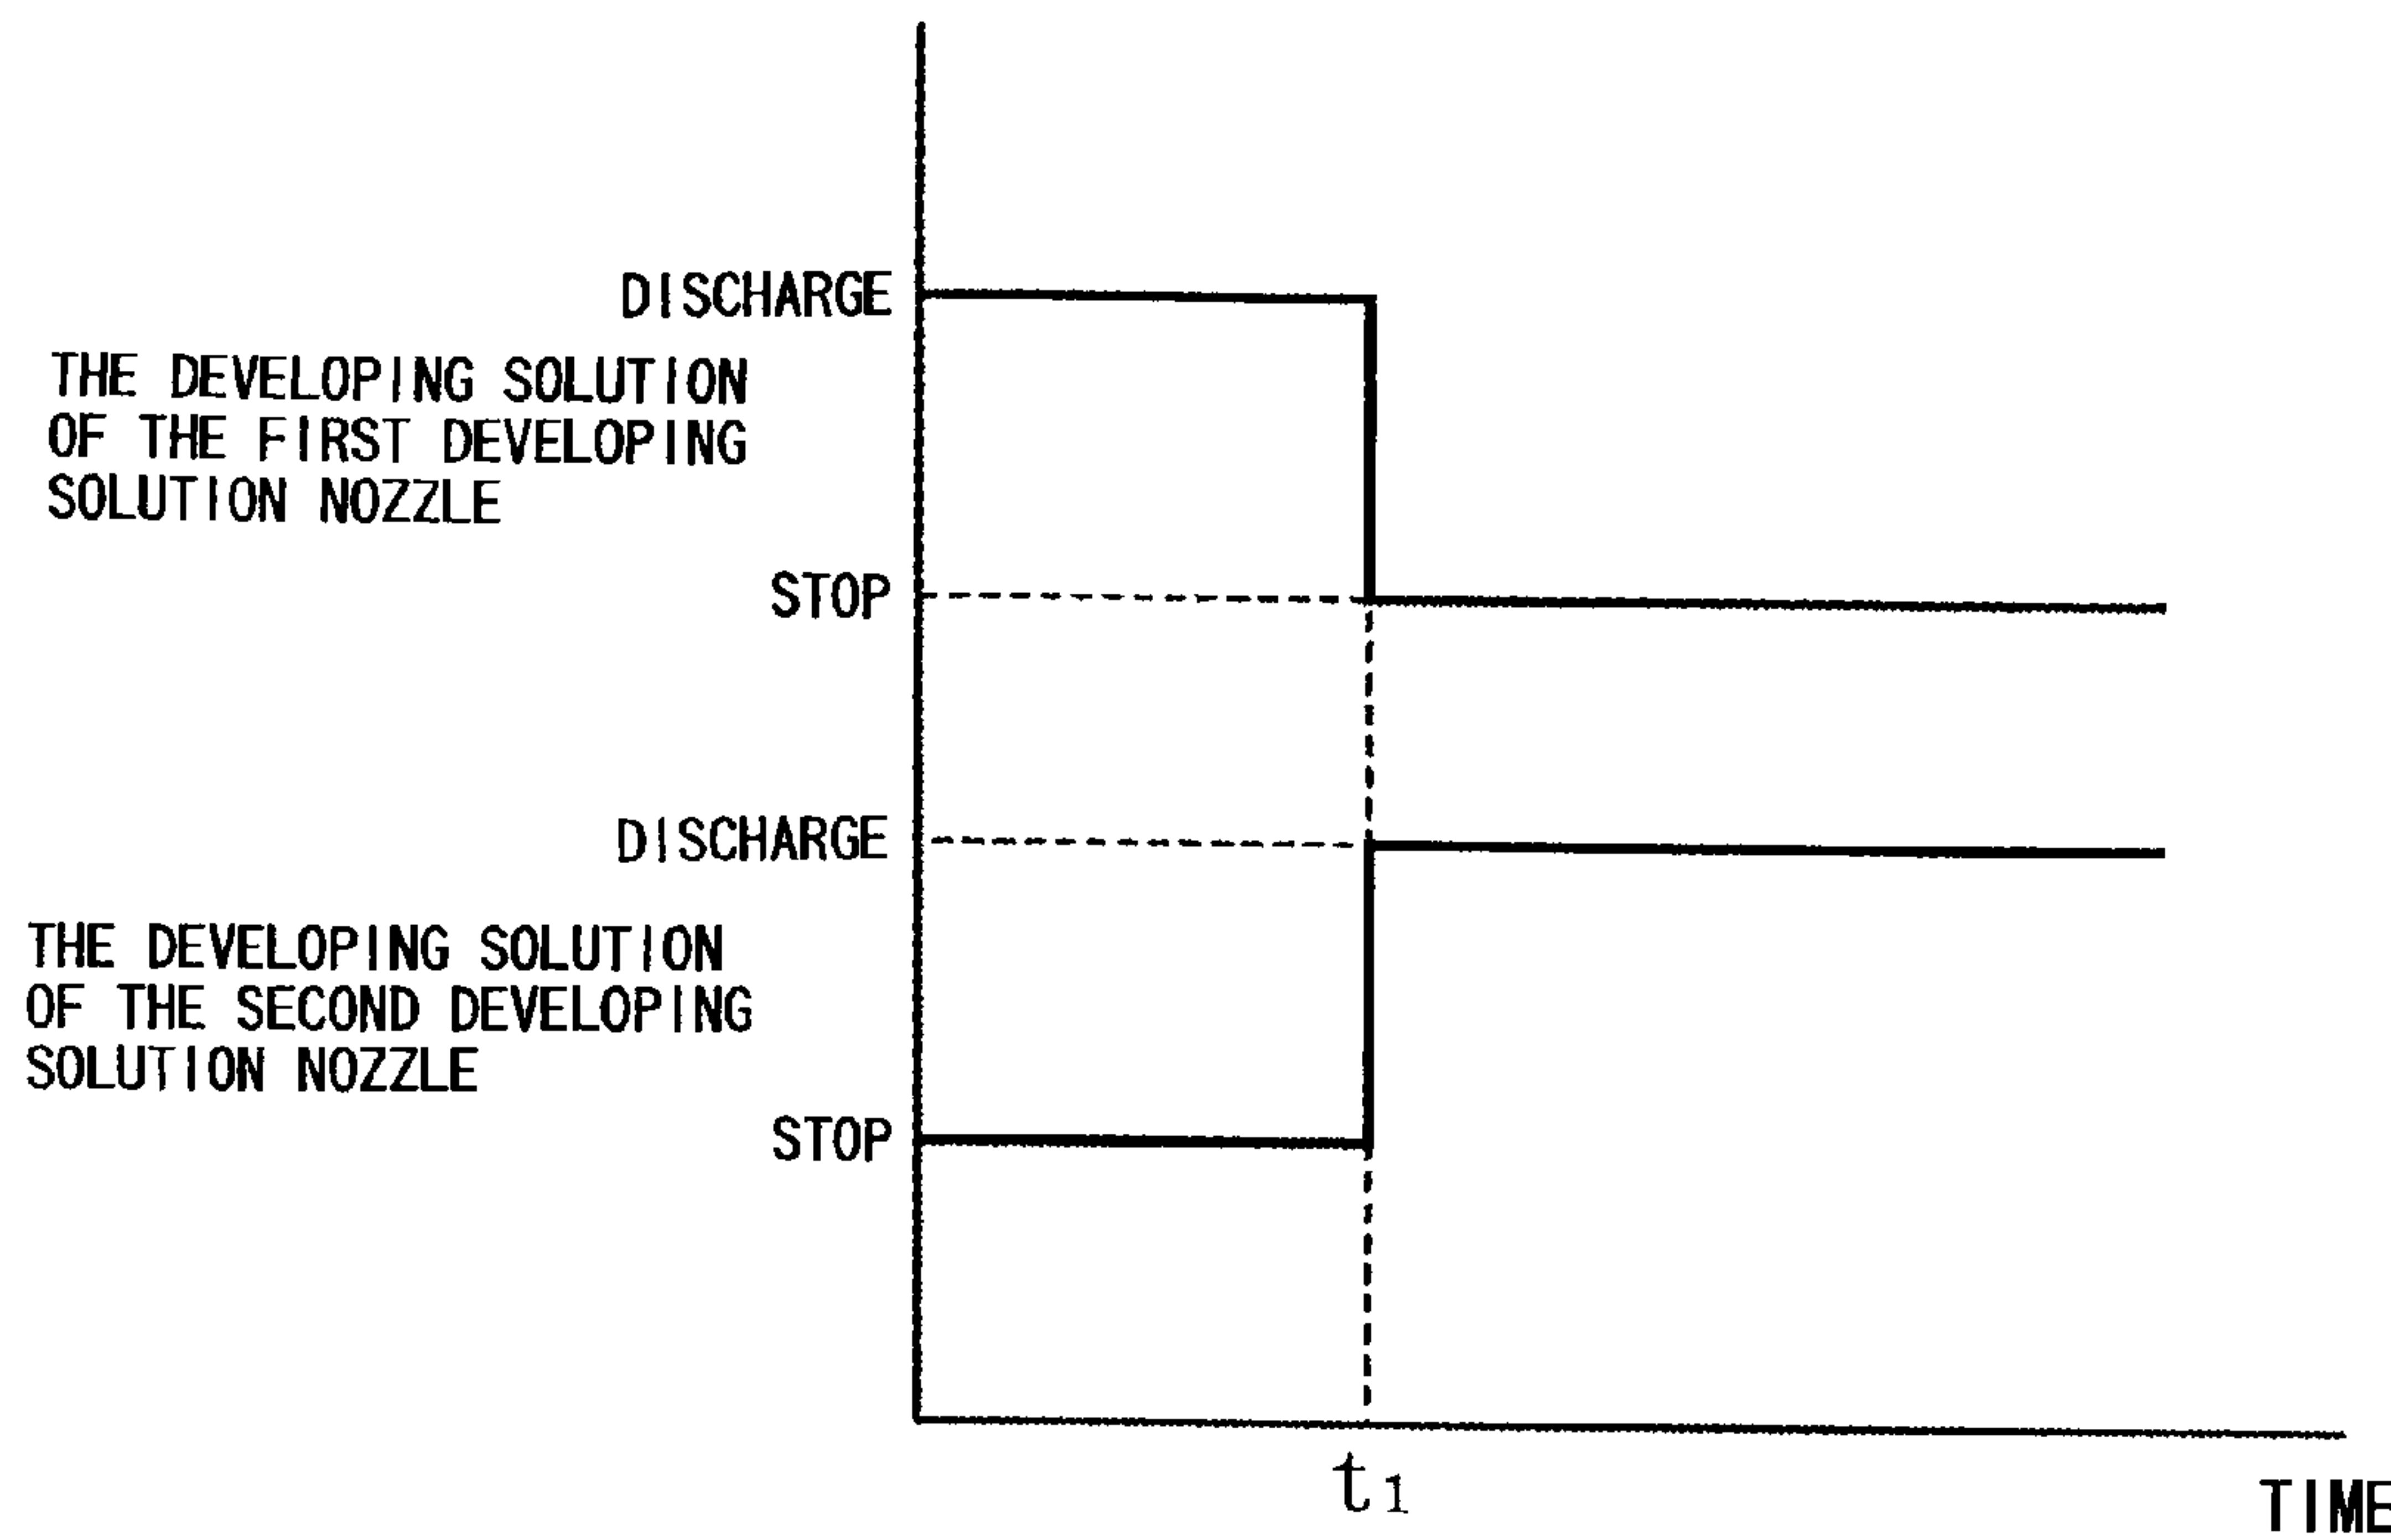 DISCHARGE
THE DEVELOPING SOLUTION
OF THE FIRST DEVELOPING
SOLUTION NOZZLE
STOP
DISCHARGE
THE DEVELOPING SOLUTION
OF THE SECOND DEVELOPING
SOLUTION NOZZLE
STOP
t1
TIME